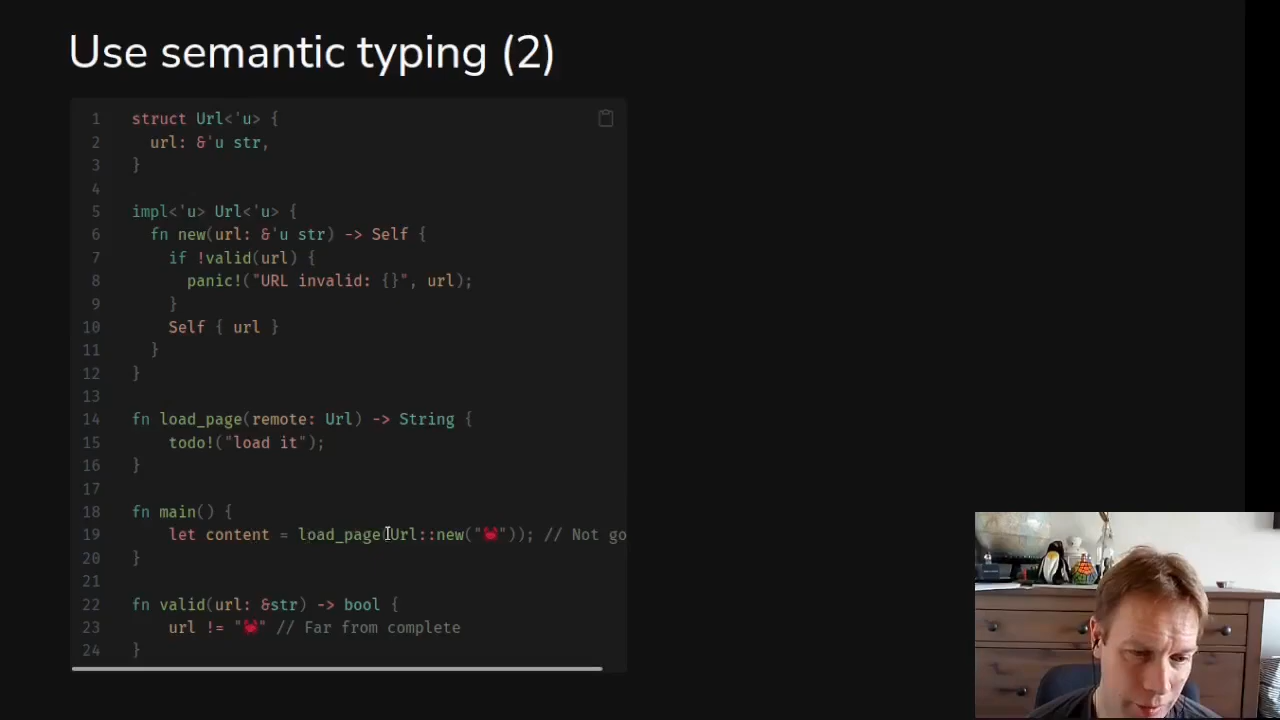 Use semantic typing (2)
1 struct Url<'u> {
2 url: &'u str,
3 }
4
5 impl<'u> Url<'u> {
6 fn new(url: &'u str) -> Self {
7 if !valid(url) {
8 panic!("URL invalid: {}", url);
9 }
10 Self { url }
11 }
12 }
13
14 fn load_page(remote: Url) -> String {
15 todo!("load it");
16 }
17
18 fn main() {
19 let content = load_page(Url::new("🦀")); // Not go
20 }
21
22 fn valid(url: &str) -> bool {
23 url != "🦀" // Far from complete
24 }